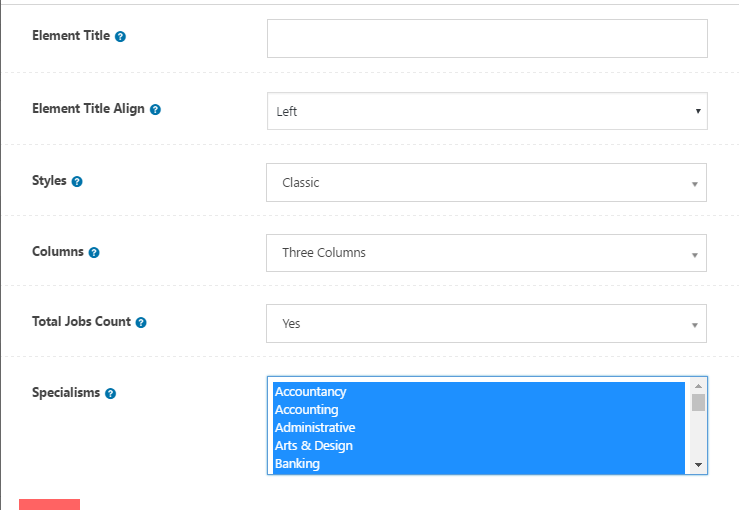 Element Title ?
Element Title Align ?
Left
Styles ?
Classic
Columns ?
Three Columns
Total Jobs Count ?
Yes
Specialisms ?
Accountancy
Accounting
Administrative
Arts & Design
Banking